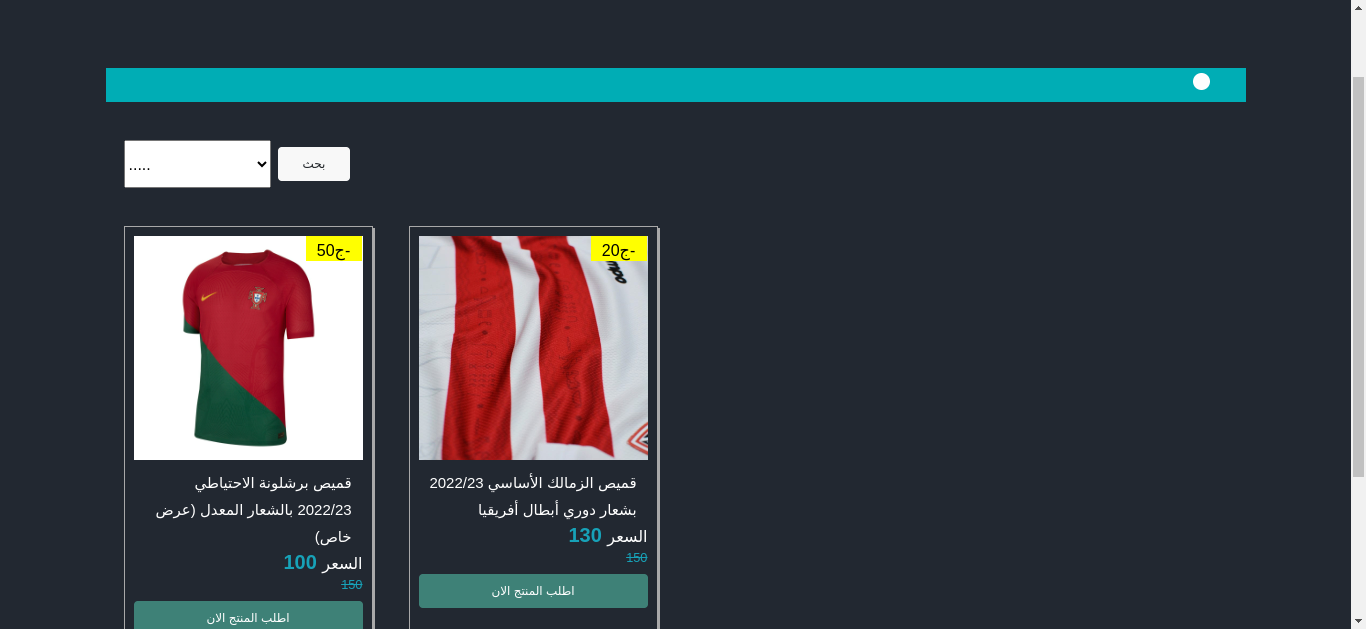 .....
بحث
-ج50
قميص برشلونة الاحتياطي
2022/23 بالشعار المعدل (عرض
خاص)
السعر 100
150
اطلب المنتج الان
-ج20
قميص الزمالك الأساسي 2022/23
بشعار دوري أبطال أفريقيا
السعر 130
150
اطلب المنتج الان